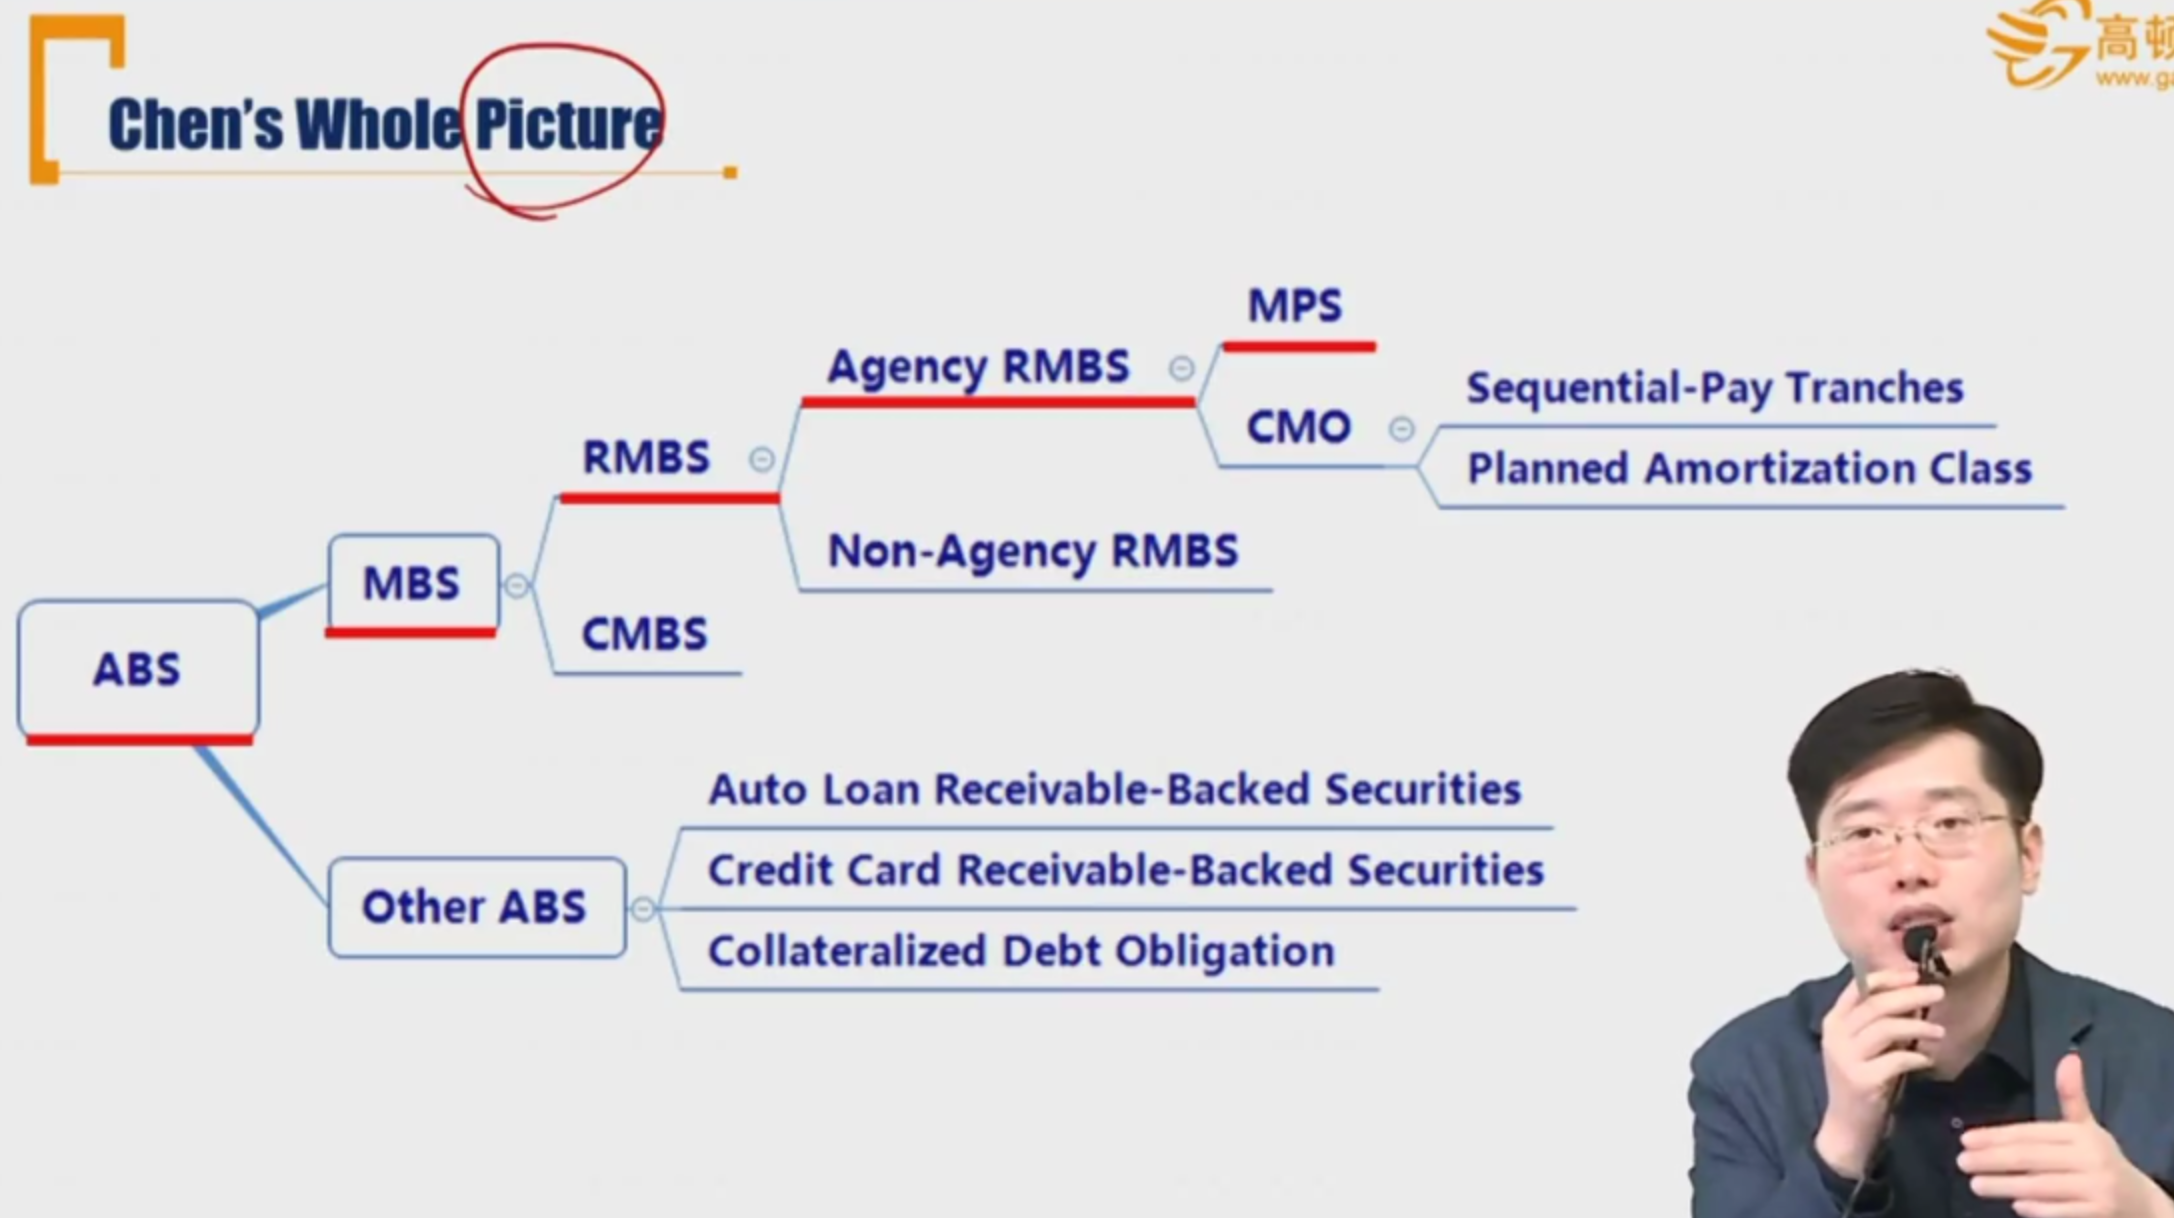 Chen's Whole Picture
高顿
www.ga
MPS
Agency RMBS
Sequential-Pay Tranches
CMO
RMBS
Planned Amortization Class
Non-Agency RMBS
MBS
CMBS
ABS
Auto Loan Receivable-Backed Securities
Credit Card Receivable-Backed Securities
Other ABS
Collateralized Debt Obligation